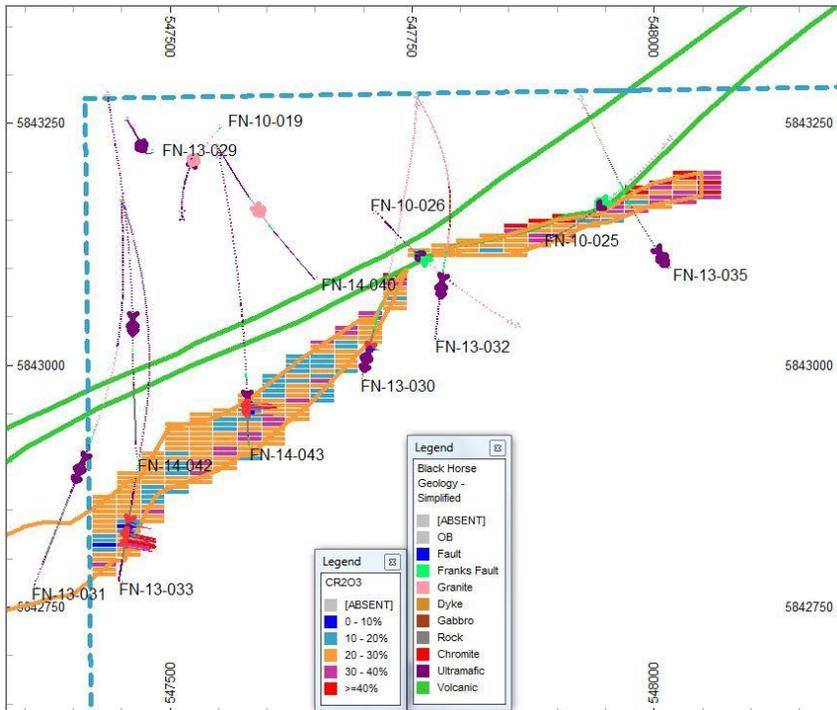 547500
547750
548000
5843250
5843250
FN-10-019
FN-13-029
FN-10-026
FN-10-025
FN-13-035
FN-14-040
FN-13-032
5843000
5843000
FN-13-030
FN-14-042
FN-14-043
FN-13-031
FN-13-033
5842750
5842750
547500
548000
Legend
Black Horse
Geology -
Simplified
[ABSENT]
OB
Fault
Franks Fault
Granite
Dyke
Gabbro
Rock
Chromite
Ultramafic
Volcanic
Legend
CR2O3
[ABSENT]
0 - 10%
10 - 20%
20 - 30%
30 - 40%
>=40%